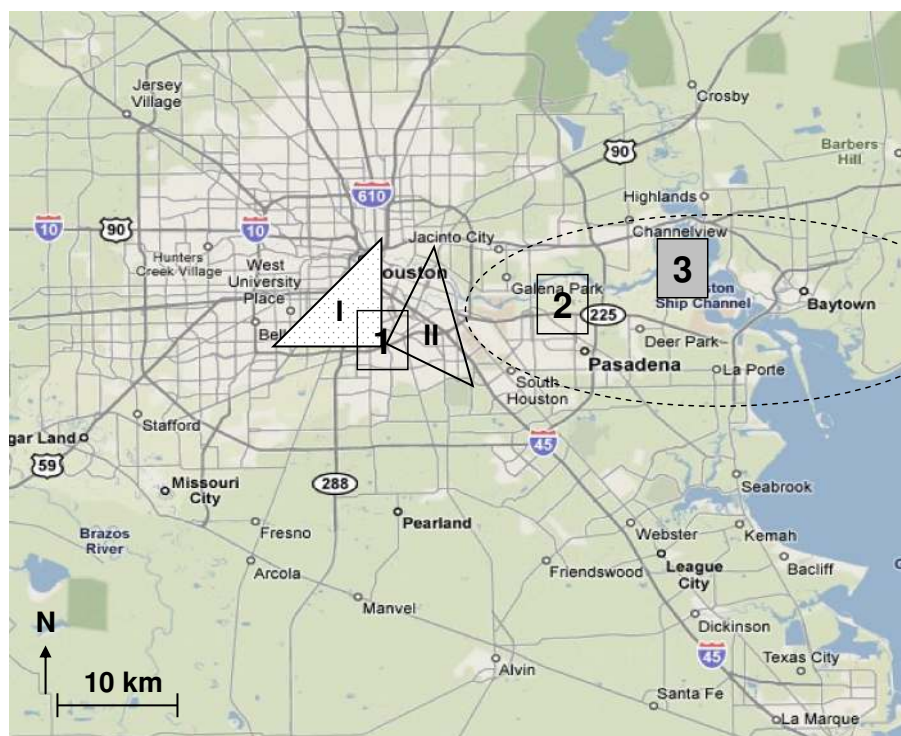 Jersey
Village
Crosby
90
Barbers
Hill
610
Highlands
10
90
10
Jacinto City
Channelview
Hunters
Creek Village
West
University
Place
ouston
3
Galena Park
ston
Ship Channel
Baytown
I
2
225
Bell
1
II
Deer Park
Pasadena
La Porte
South
Houston
Stafford
gar Land
45
59
Missouri
City
288
Seabrook
Pearland
Brazos
River
Fresno
Webster
Kemah
Arcola
Friendswood
League
City
Bacliff
Manvel
N
Dickinson
45
Texas City
10 km
Alvin
Santa Fe
La Marque